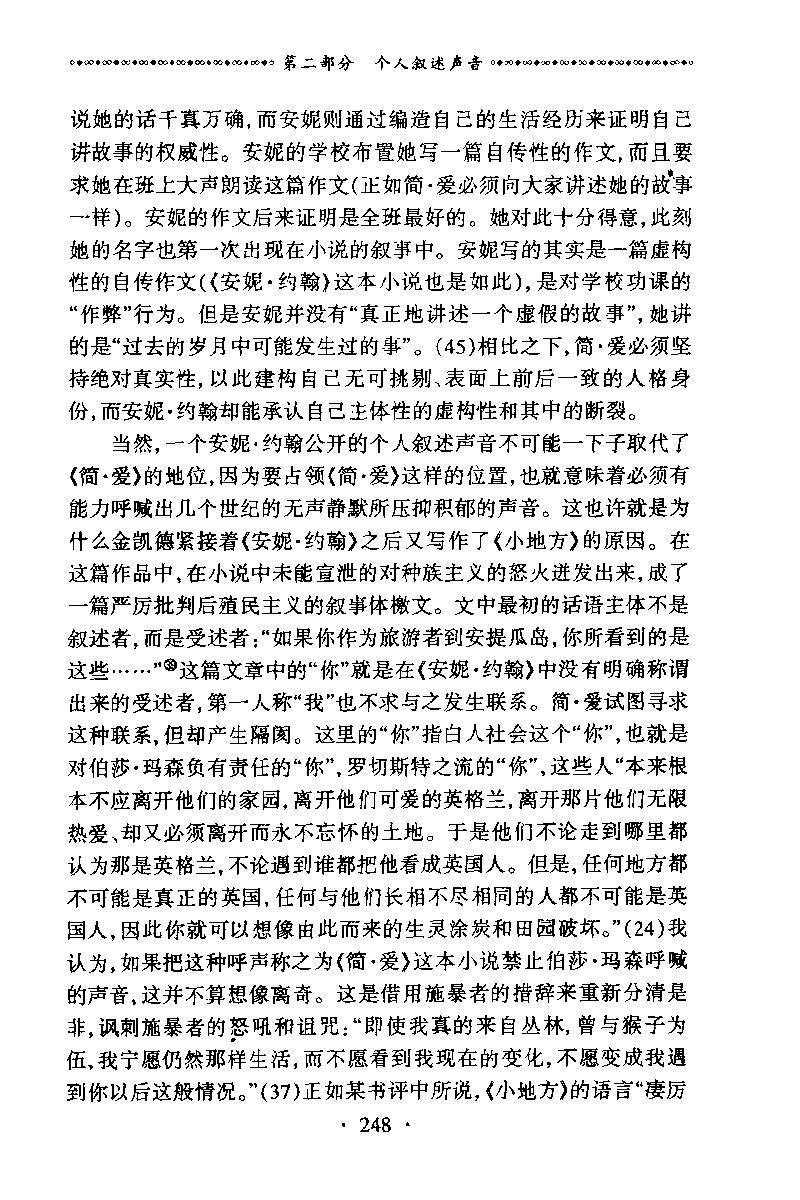 第二部分 个人叙述声音
说她的话千真万确,而安妮则通过编造自己的生活经历来证明自己
讲故事的权威性。安妮的学校布置她写一篇自传性的作文,而且要
求她在班上大声朗读这篇作文(正如简·爱必须向大家讲述她的故事
一样)。安妮的作文后来证明是全班最好的。她对此十分得意,此刻
她的名字也第一次出现在小说的叙事中。安妮写的其实是一篇虚构
性的自传作文(《安妮·约翰》这本小说也是如此),是对学校功课的
“作弊”行为。但是安妮并没有“真正地讲述一个虚假的故事”,她讲
的是“过去的岁月中可能发生过的事”。(45)相比之下,简·爱必须坚
持绝对真实性,以此建构自己无可挑剔、表面上前后一致的人格身
份,而安妮·约翰却能承认自己主体性的虚构性和其中的断裂。
当然,一个安妮·约翰公开的个人叙述声音不可能一下子取代了
《简·爱》的地位,因为要占领《简·爱》这样的位置,也就意味着必须有
能力呼喊出几个世纪的无声静默所压抑积郁的声音。这也许就是为
什么金凯德紧接着《安妮·约翰》之后又写作了《小地方》的原因。在
这篇作品中,在小说中未能宣泄的对种族主义的怒火迸发出来,成了
一篇严厉批判后殖民主义的叙事体檄文。文中最初的话语主体不是
叙述者,而是受述者:“如果你作为旅游者到安提瓜岛,你所看到的是
这些……”㊴这篇文章中的“你”就是在《安妮·约翰》中没有明确称谓
出来的受述者,第一人称“我”也不求与之发生联系。简·爱试图寻求
这种联系,但却产生隔阂。这里的“你”指白人社会这个“你”,也就是
对伯莎·玛森负有责任的“你”,罗切斯特之流的“你”,这些人“本来根
本不应离开他们的家园,离开他们可爱的英格兰,离开那片他们无限
热爱、却又必须离开而永不忘怀的土地。于是他们不论走到哪里都
认为那是英格兰,不论遇到谁都把他看成英国人。但是,任何地方都
不可能是真正的英国,任何与他们长相不尽相同的人都不可能是英
国人,因此你就可以想像由此而来的生灵涂炭和田园破坏。”(24)我
认为,如果把这种呼声称之为《简·爱》这本小说禁止伯莎·玛森呼喊
的声音,这并不算想像离奇。这是借用施暴者的措辞来重新分清是
非,讽刺施暴者的怒吼和诅咒:“即使我真的来自丛林,曾与猴子为
伍,我宁愿仍然那样生活,而不愿看到我现在的变化,不愿变成我遇
到你以后这般情况。”(37)正如某书评中所说,《小地方》的语言“凄厉
· 248 ·